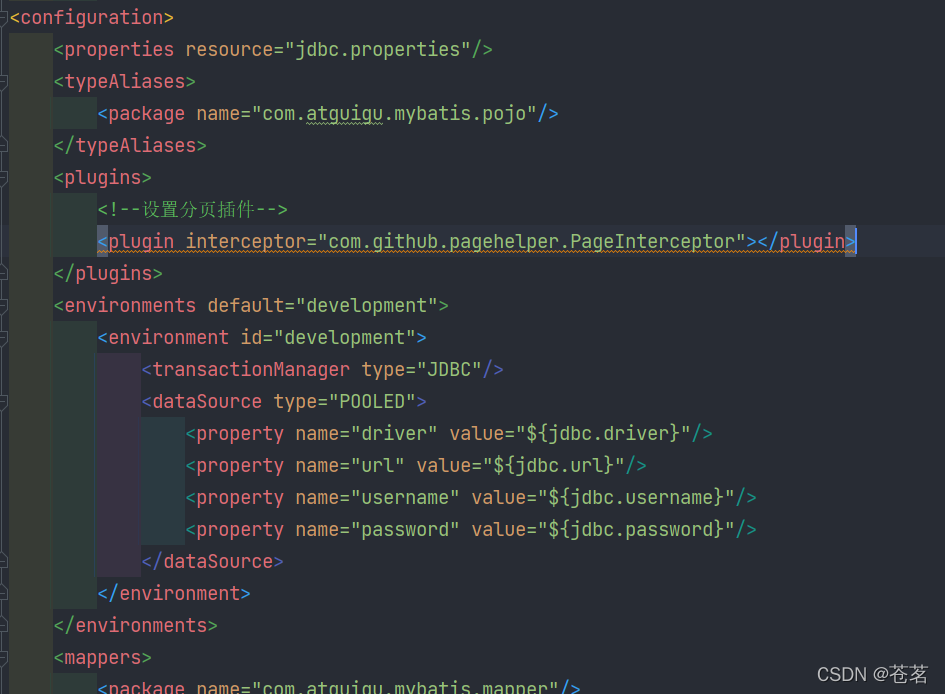 <configuration>
<properties resource="jdbc.properties"/>
<typeAliases>
<package name="com.atguigu.mybatis.pojo"/>
</typeAliases>
<plugins>
<!--设置分页插件-->
<plugin interceptor="com.github.pagehelper.PageInterceptor"></plugin>
</plugins>
<environments default="development">
<environment id="development">
<transactionManager type="JDBC"/>
<dataSource type="POOLED">
<property name="driver" value="${jdbc.driver}"/>
<property name="url" value="${jdbc.url}"/>
<property name="username" value="${jdbc.username}"/>
<property name="password" value="${jdbc.password}"/>
</dataSource>
</environment>
</environments>
<mappers>
<package name="com.atguigu.mybatis.mapper"/>
CSDN @苍茗